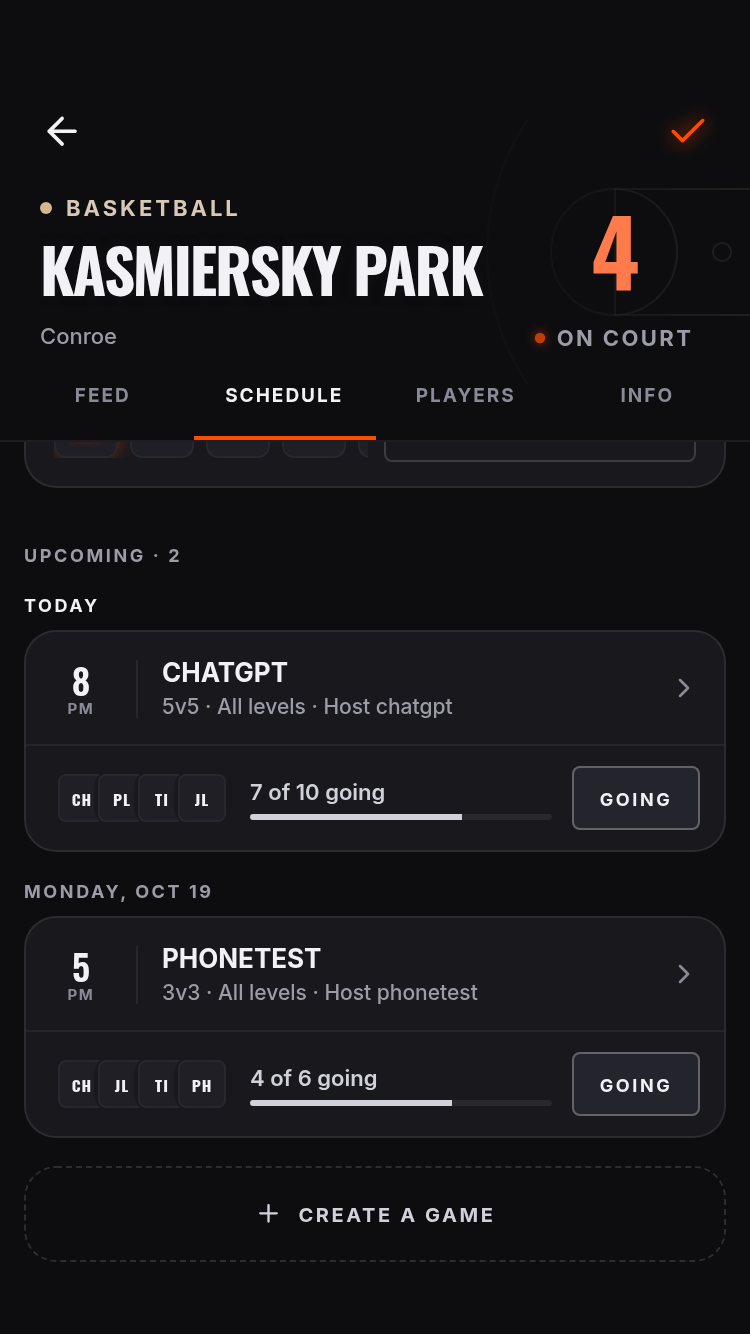 BASKETBALL
KASMIERSKY PARK
Conroe
4
ON COURT
FEED SCHEDULE PLAYERS INFO
UPCOMING · 2
TODAY
8 PM
CHATGPT
5v5 · All levels · Host chatgpt
CH PL TI JL
7 of 10 going
GOING
MONDAY, OCT 19
5 PM
PHONETEST
3v3 · All levels · Host phonetest
CH JL TI PH
4 of 6 going
GOING
+ CREATE A GAME